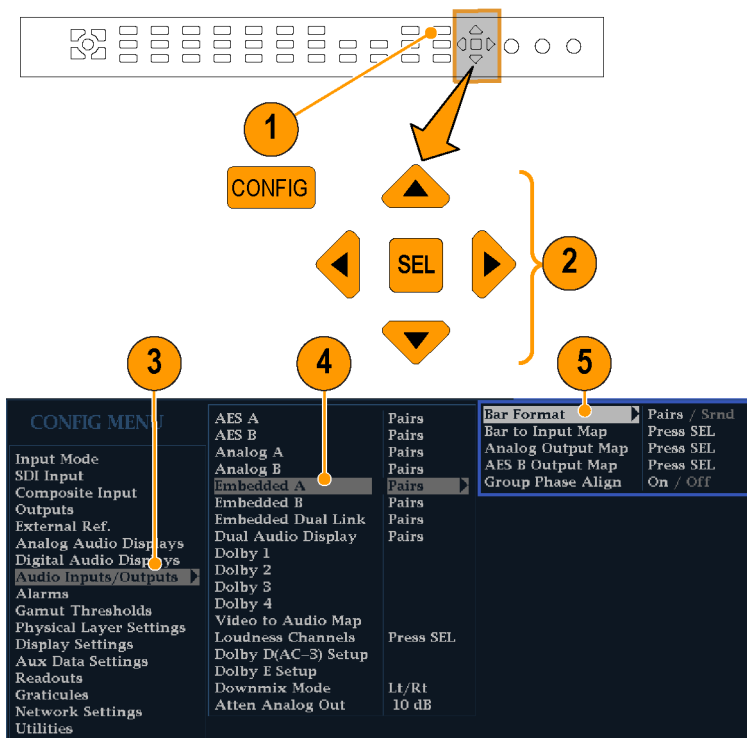 1
CONFIG
SEL
2
3
4
5
CONFIG MENU
Input Mode
SDI Input
Composite Input
Outputs
External Ref.
Analog Audio Displays
Digital Audio Displays
Audio Inputs/Outputs
Alarms
Gamut Thresholds
Physical Layer Settings
Display Settings
Aux Data Settings
Readouts
Graticules
Network Settings
Utilities
AES A Pairs
AES B Pairs
Analog A Pairs
Analog B Pairs
Embedded A Pairs
Embedded B Pairs
Embedded Dual Link Pairs
Dual Audio Display Pairs
Dolby 1
Dolby 2
Dolby 3
Dolby 4
Video to Audio Map
Loudness Channels Press SEL
Dolby D(AC-3) Setup
Dolby E Setup
Downmix Mode Lt/Rt
Atten Analog Out 10 dB
Bar Format Pairs / Srnd
Bar to Input Map Press SEL
Analog Output Map Press SEL
AES B Output Map Press SEL
Group Phase Align On / Off